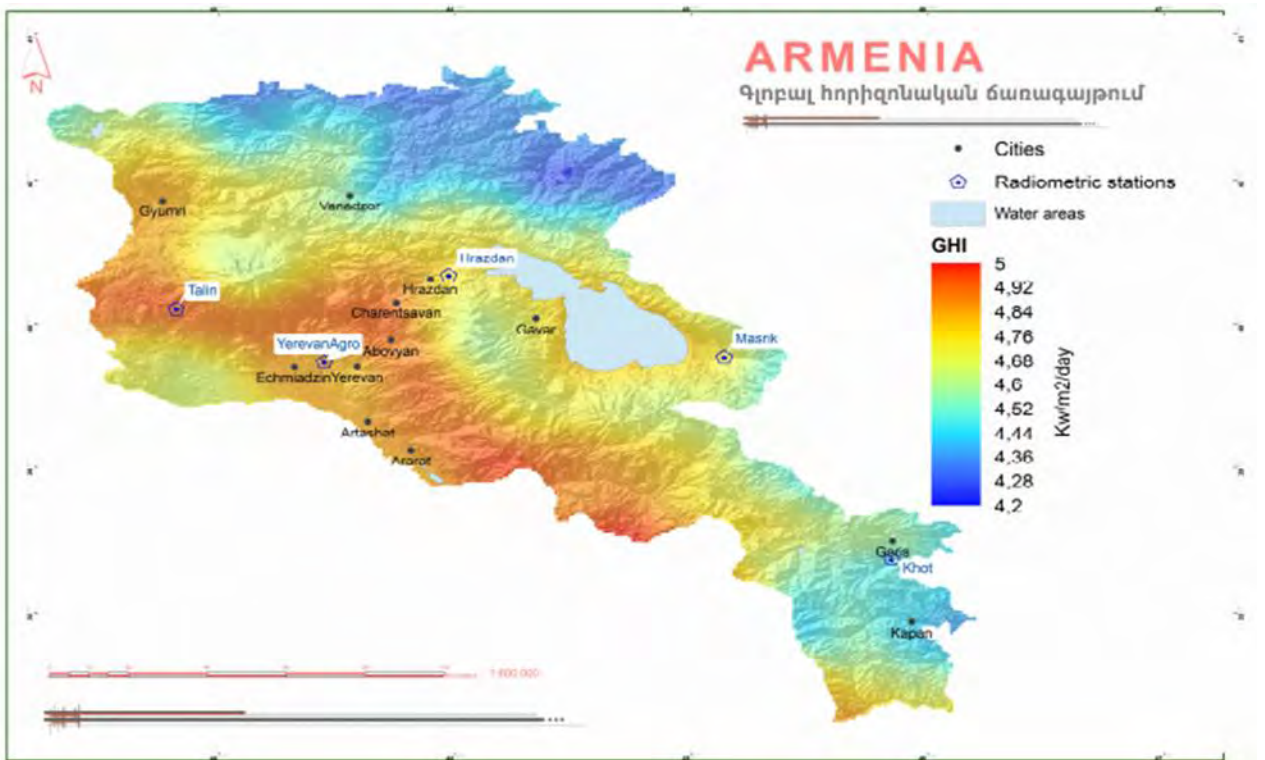 ARMENIA
Գլոբալ հորիզոնական ճառագայթում
N
Cities
Radiometric stations
Water areas
GHI
5
4,92
4,84
4,76
4,68
4,6
4,52
4,44
4,36
4,28
4,2
Kw/m2/day
Gyumri
Vanadzor
Hrazdan
Hrazdan
Talin
Charentsavan
Gavar
YerevanAgro
Abovyan
Masrik
Echmiadzin
Yerevan
Artashat
Ararat
Goris
Khot
Kapan
1:600 000